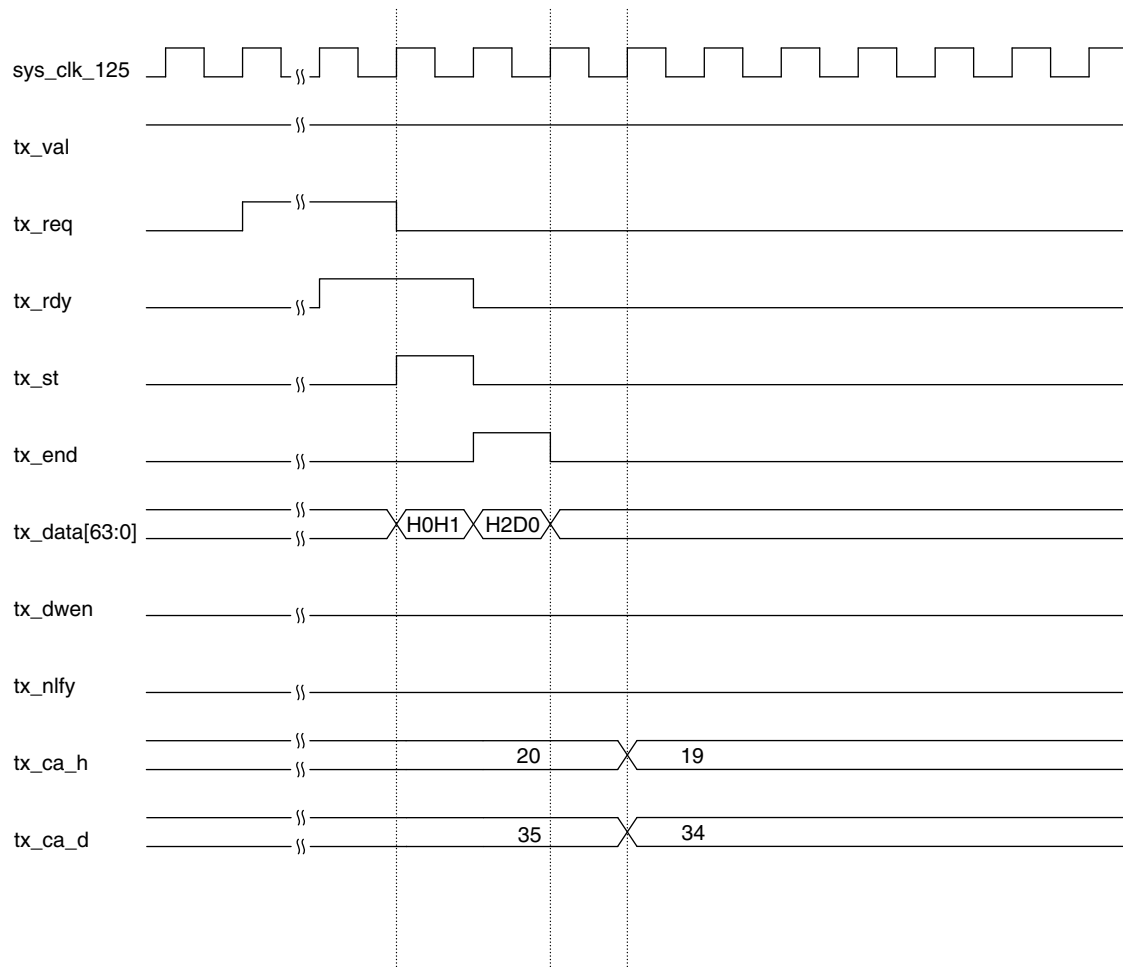 sys_clk_125
tx_val
tx_req
tx_rdy
tx_st
tx_end
tx_data[63:0] H0H1 H2D0
tx_dwen
tx_nlfy
tx_ca_h 20 19
tx_ca_d 35 34